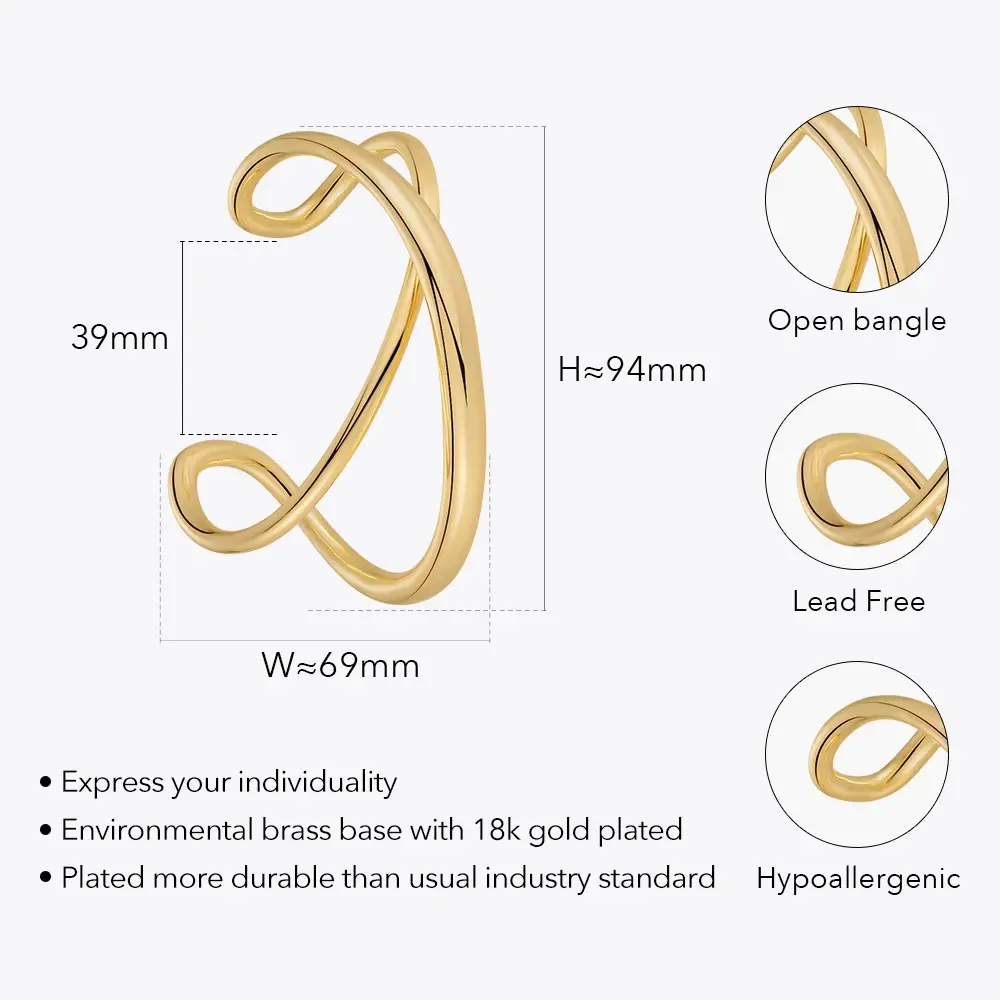 39mm
H≈94mm
W≈69mm
Open bangle
Lead Free
Hypoallergenic
• Express your individuality
• Environmental brass base with 18k gold plated
• Plated more durable than usual industry standard